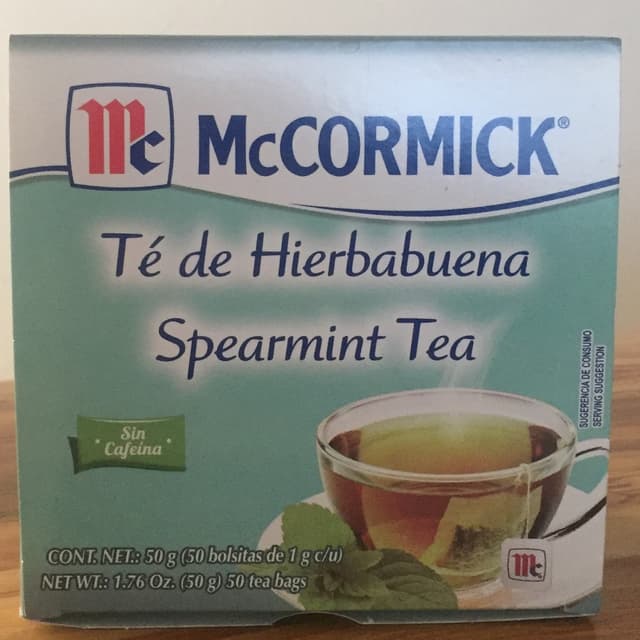 Mc McCORMICK®
Té de Hierbabuena
Spearmint Tea
SUGERENCIA DE CONSUMO
SERVING SUGGESTION
Sin
Cafeína
CONT. NET.: 50 g (50 bolsitas de 1 g c/u)
NET WT.: 1.76 Oz. (50 g) 50 tea bags
Mc